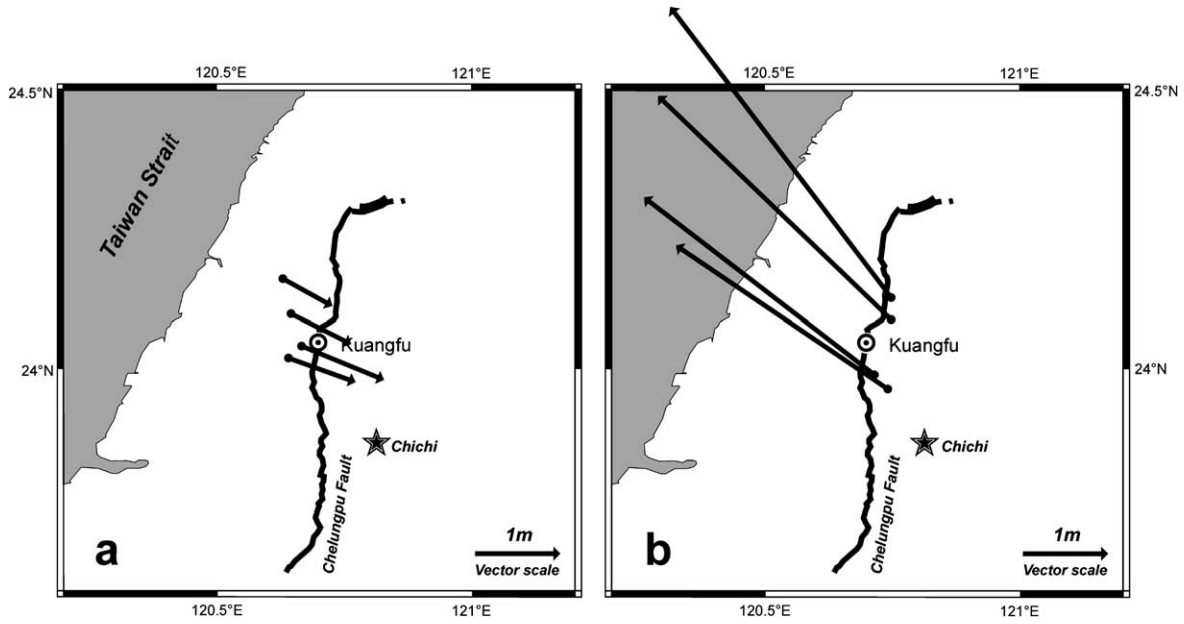 120.5°E 121°E
24.5°N
Taiwan Strait
Kuangfu
24°N
Chichi
Chelungpu Fault
a
1m
Vector scale
120.5°E 121°E
120.5°E 121°E
24.5°N
Kuangfu
24°N
Chichi
Chelungpu Fault
b
1m
Vector scale
120.5°E 121°E